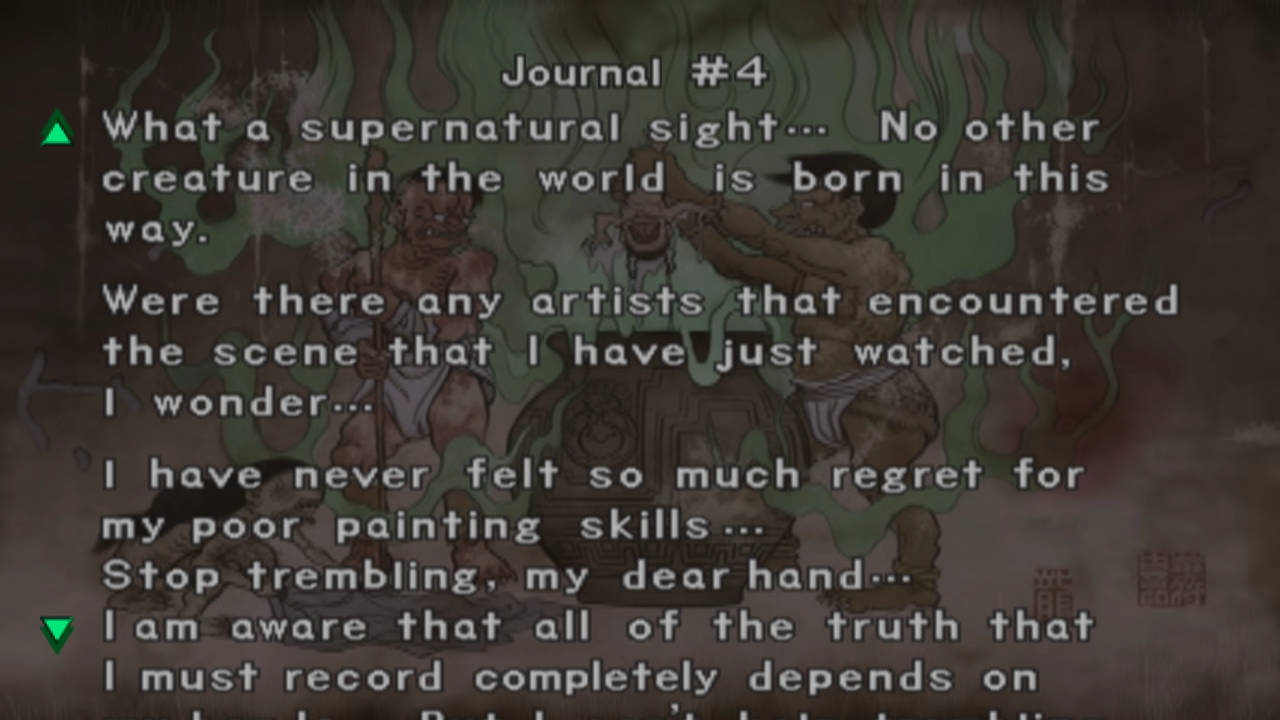 Journal #4
What a supernatural sight… No other
creature in the world is born in this
way.
Were there any artists that encountered
the scene that I have just watched,
I wonder…
I have never felt so much regret for
my poor painting skills…
Stop trembling, my dear hand…
I am aware that all of the truth that
I must record completely depends on